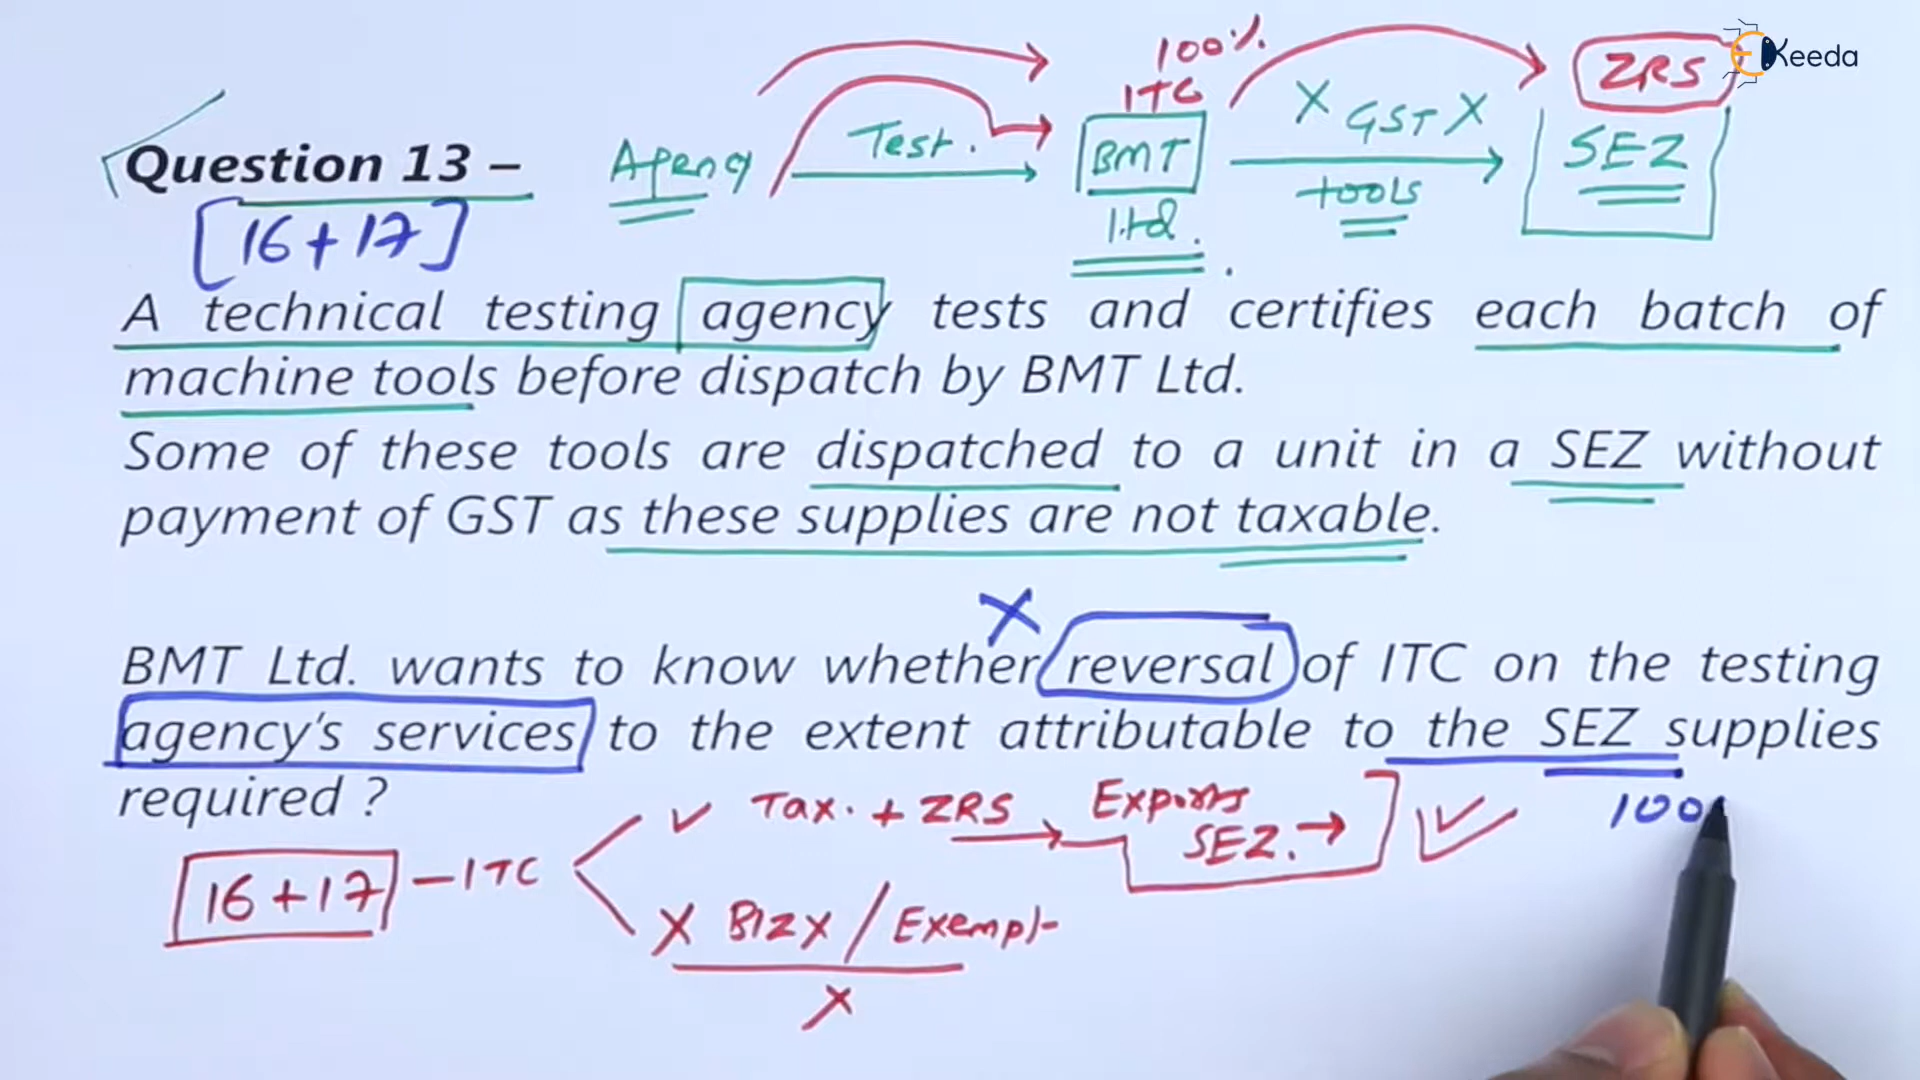 100%
ITC
ZRS
Keeda
Question 13 –
Agency
Test.
BMT
Ltd.
X GST X
tools
SEZ
[16+17]
A technical testing agency tests and certifies each batch of
machine tools before dispatch by BMT Ltd.
Some of these tools are dispatched to a unit in a SEZ without
payment of GST as these supplies are not taxable.
X
BMT Ltd. wants to know whether reversal of ITC on the testing
agency's services to the extent attributable to the SEZ supplies
required ?
✓ Tax. + ZRS → Exports
SEZ. →
✓
100
16+17 – ITC
X Biz X / Exempt
X